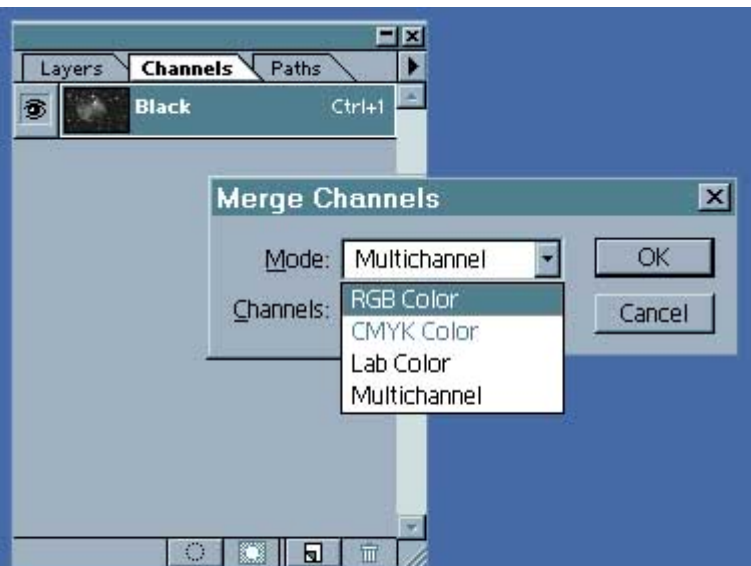 Layers Channels Paths
Black Ctrl+1
Merge Channels
Mode: Multichannel OK
Channels: RGB Color Cancel
CMYK Color
Lab Color
Multichannel